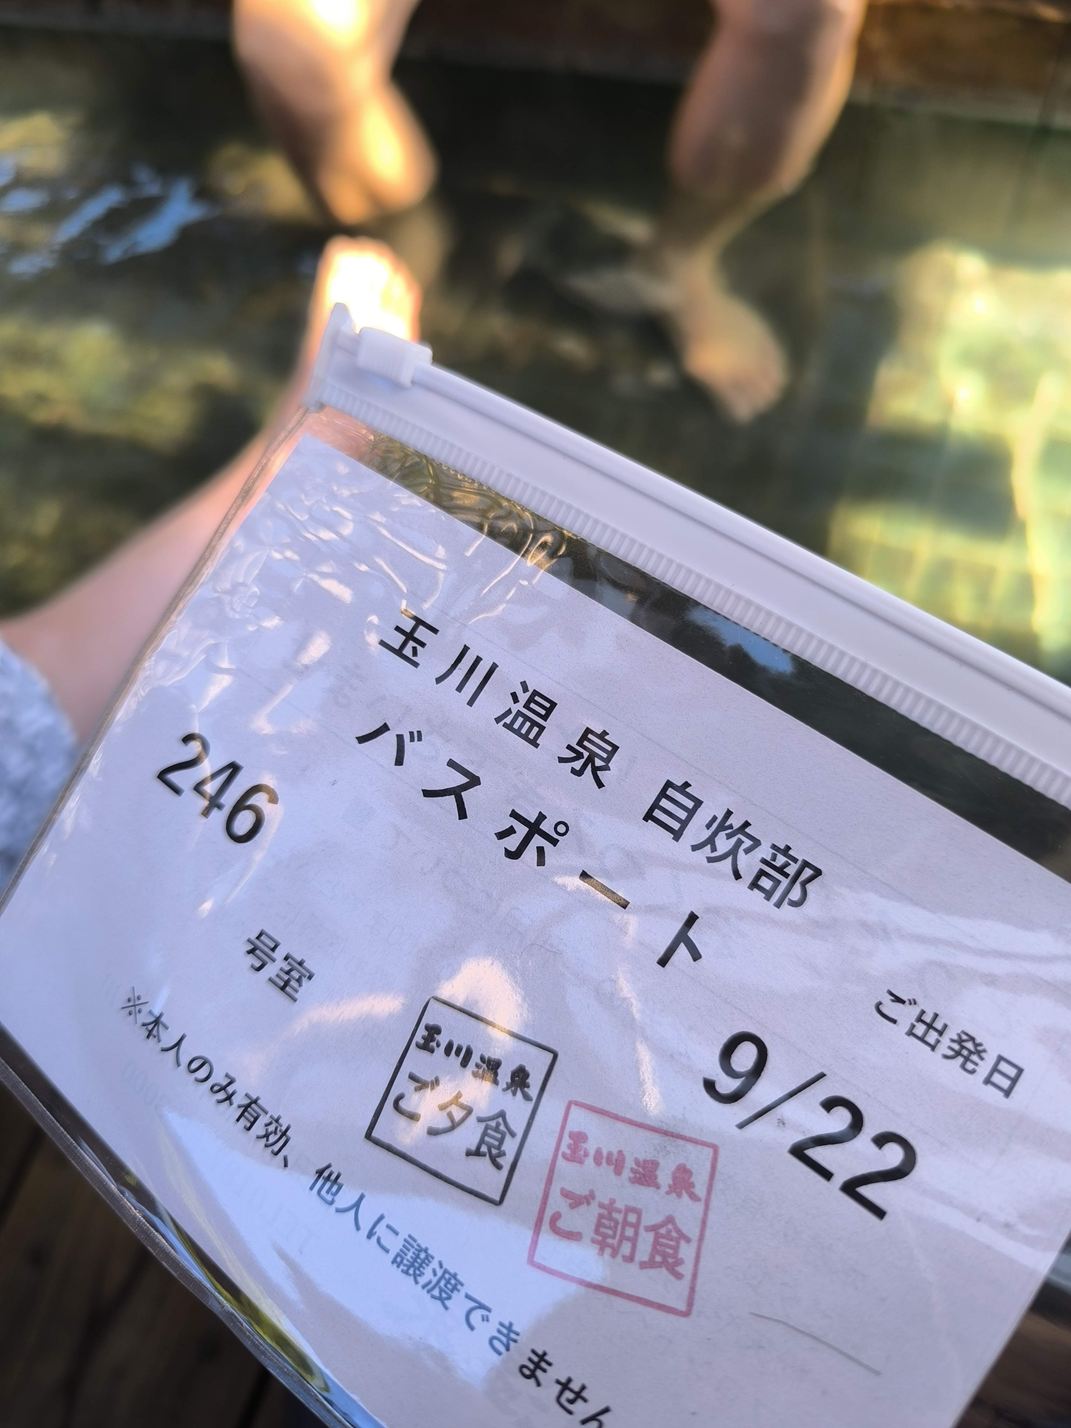 玉川温泉 自炊部
パスポート
246
号室
ご出発日
9/22
玉川温泉
ご夕食
玉川温泉
ご朝食
※本人のみ有効、他人に譲渡できません